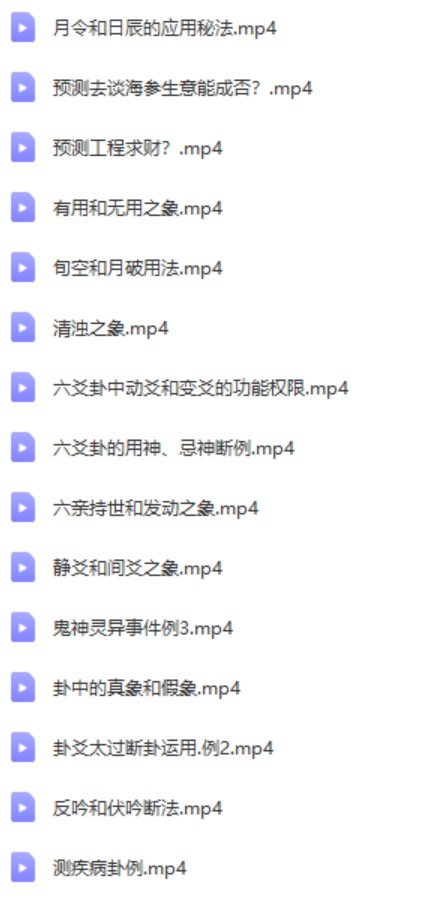 月令和日辰的应用秘法.mp4
预测去谈海参生意能成否？.mp4
预测工程求财？.mp4
有用和无用之象.mp4
旬空和月破用法.mp4
清浊之象.mp4
六爻卦中动爻和变爻的功能权限.mp4
六爻卦的用神、忌神断例.mp4
六亲持世和发动之象.mp4
静爻和间爻之象.mp4
鬼神灵异事件例3.mp4
卦中的真象和假象.mp4
卦爻太过断卦运用.例2.mp4
反吟和伏吟断法.mp4
测疾病卦例.mp4